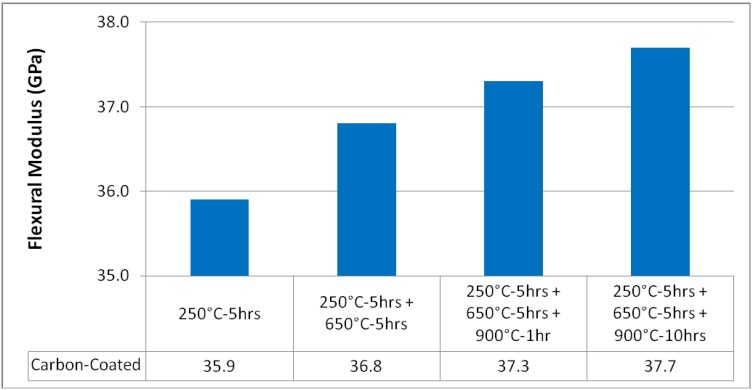 Flexural Modulus (GPa)
38.0
37.0
36.0
35.0
250°C-5hrs
250°C-5hrs +
650°C-5hrs
250°C-5hrs +
650°C-5hrs +
900°C-1hr
250°C-5hrs +
650°C-5hrs +
900°C-10hrs
Carbon-Coated 35.9 36.8 37.3 37.7